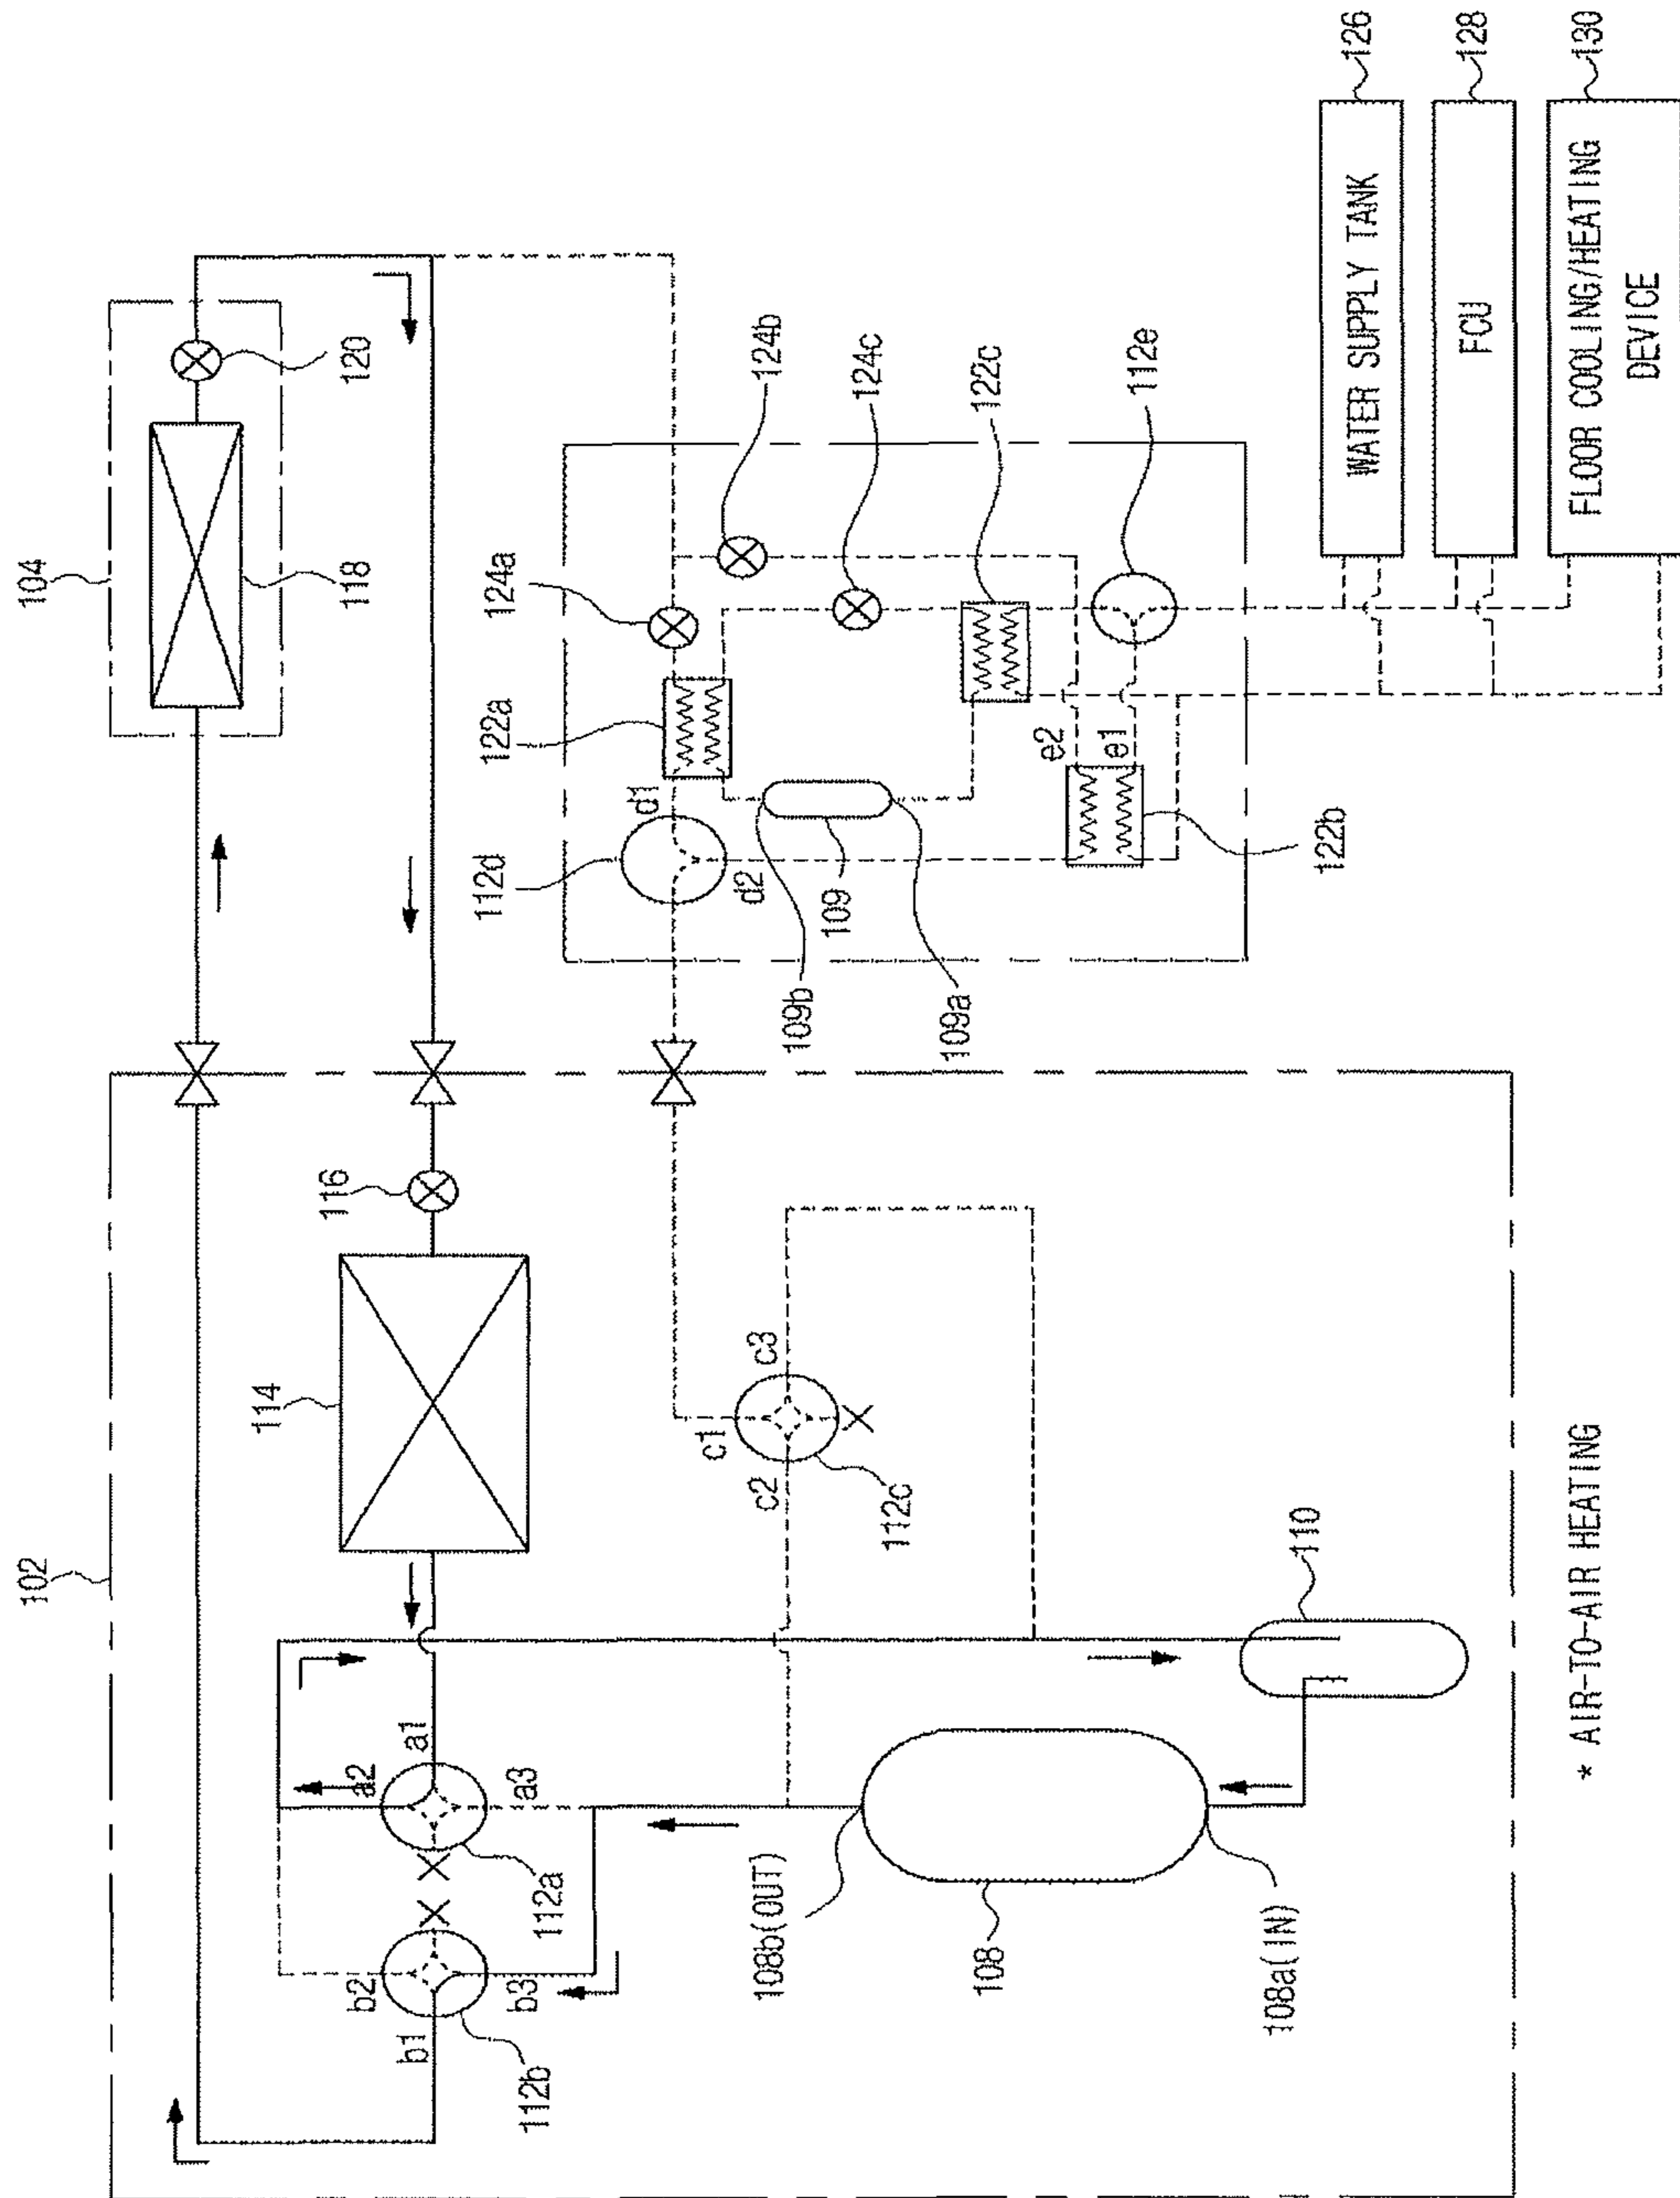 102
104
114
116
118
120
122a
124a
124b
124c
122c
112e
112d
d1
d2
e2
e1
109
109b
109a
122b
a1
a2
a3
112a
b2
b1
b3
112b
c1
c2
c3
112c
110
108b(OUT)
108
108a(IN)
WATER SUPPLY TANK
126
FCU
128
FLOOR COOLING/HEATING
DEVICE
130
* AIR-TO-AIR HEATING